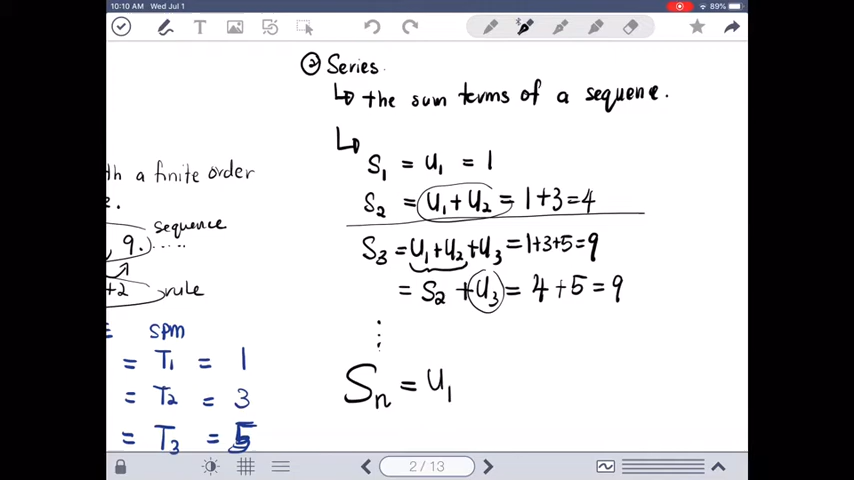 10:10 AM Wed Jul 1
89%
T
② Series
↳ the sum terms of a sequence.
↳
S₁ = U₁ = 1
S₂ = U₁ + U₂ = 1+3=4
S₃ = U₁+U₂+U₃ = 1+3+5=9
= S₂ + U₃ = 4+5=9
⋮
Sₙ = U₁
th a finite order
sequence
, 9. .....
+2 rule
SPM
= T₁ = 1
= T₂ = 3
= T₃ = 5
2 / 13